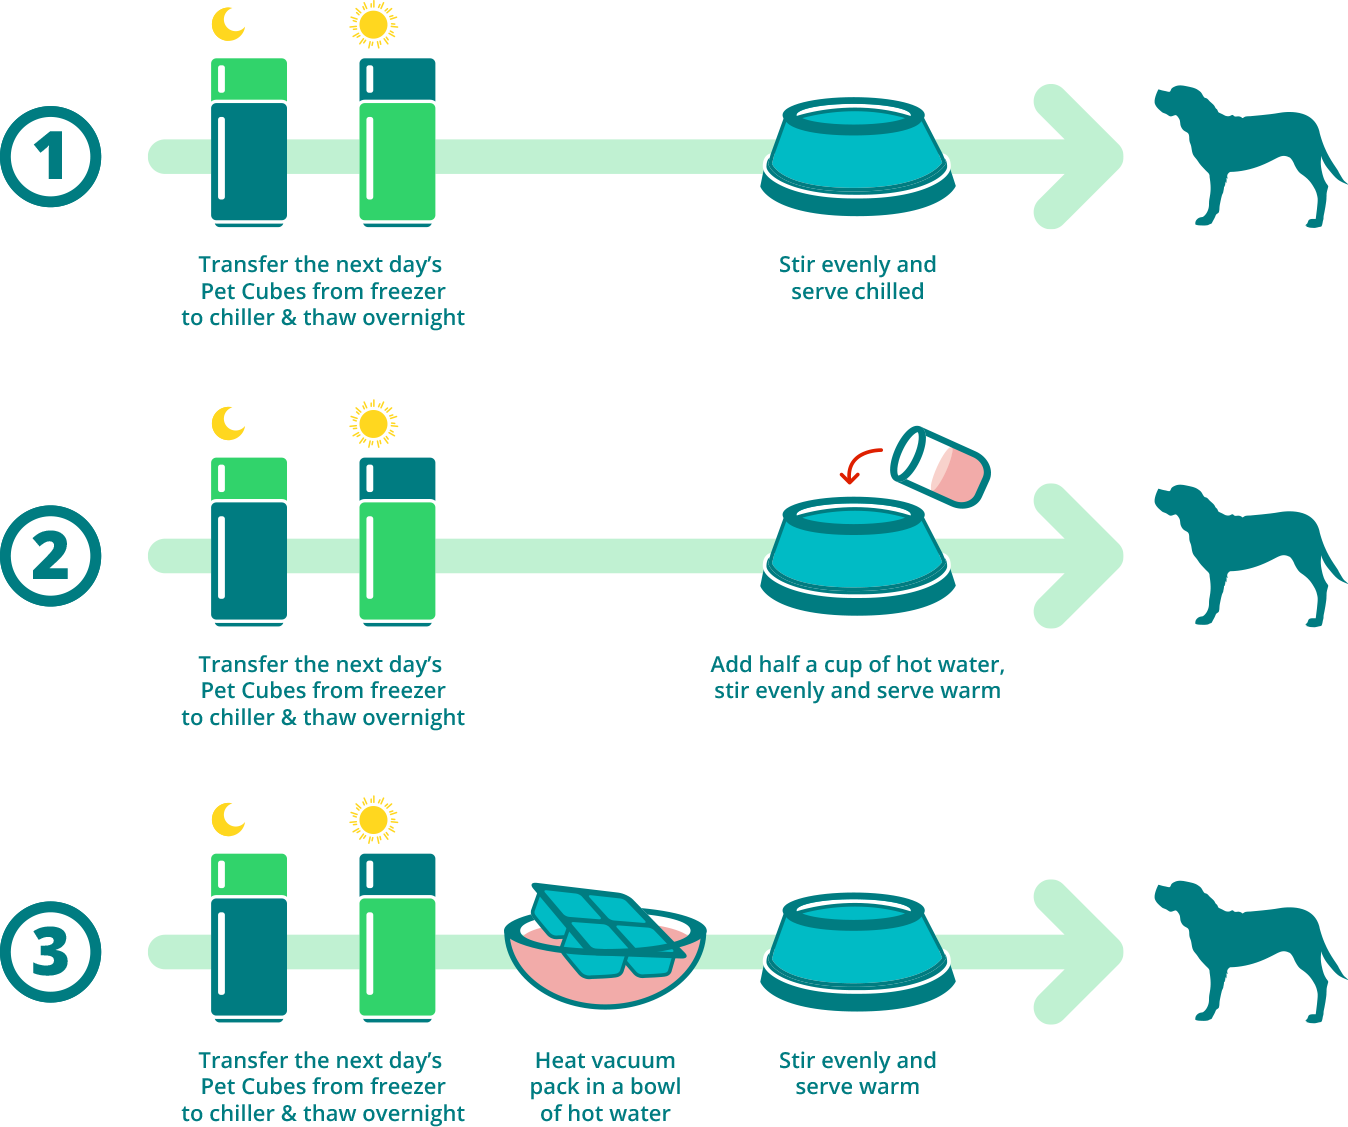 1
Transfer the next day’s
Pet Cubes from freezer
to chiller & thaw overnight
Stir evenly and
serve chilled
2
Transfer the next day’s
Pet Cubes from freezer
to chiller & thaw overnight
Add half a cup of hot water,
stir evenly and serve warm
3
Transfer the next day’s
Pet Cubes from freezer
to chiller & thaw overnight
Heat vacuum
pack in a bowl
of hot water
Stir evenly and
serve warm